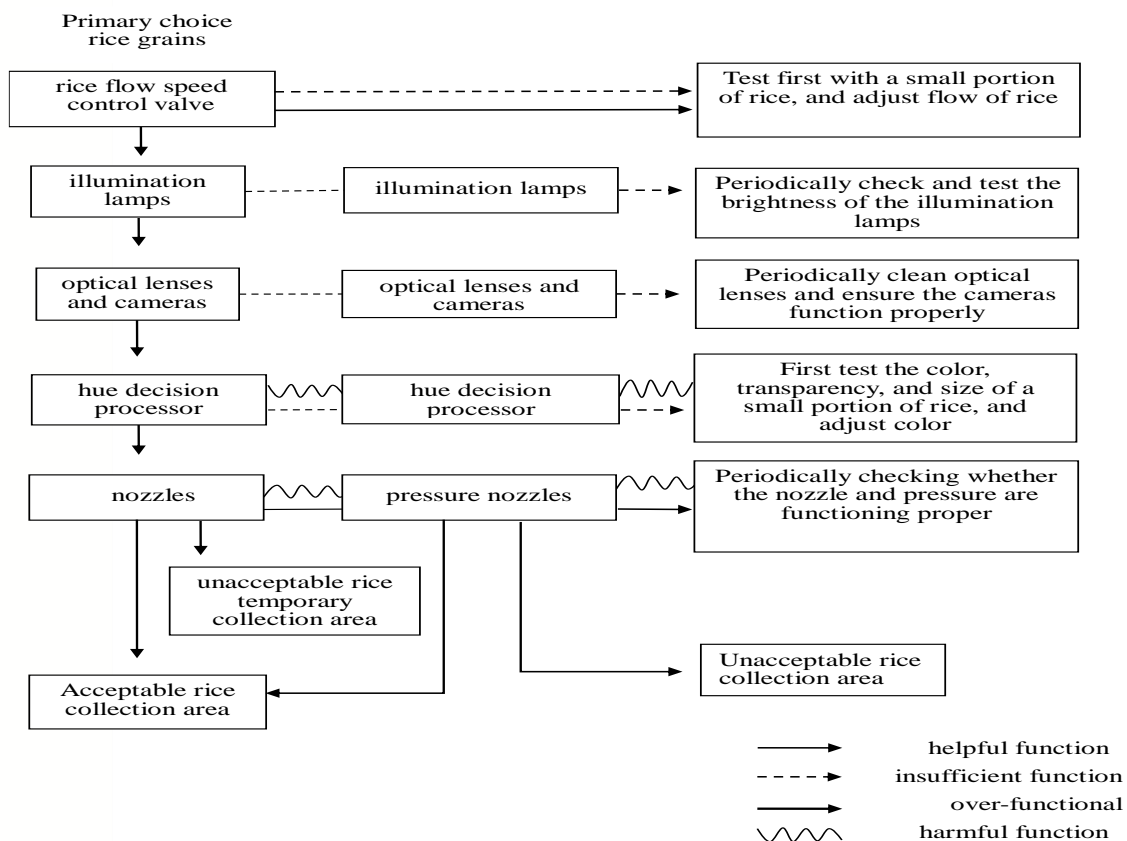 Primary choice
rice grains
rice flow speed
control valve
Test first with a small portion
of rice, and adjust flow of rice
illumination
lamps
illumination lamps
Periodically check and test the
brightness of the illumination
lamps
optical lenses
and cameras
optical lenses and
cameras
Periodically clean optical
lenses and ensure the cameras
function properly
hue decision
processor
hue decision
processor
First test the color,
transparency, and size of a
small portion of rice, and
adjust color
nozzles
pressure nozzles
Periodically checking whether
the nozzle and pressure are
functioning proper
unacceptable rice
temporary
collection area
Unacceptable rice
collection area
Acceptable rice
collection area
helpful function
insufficient function
over-functional
harmful function